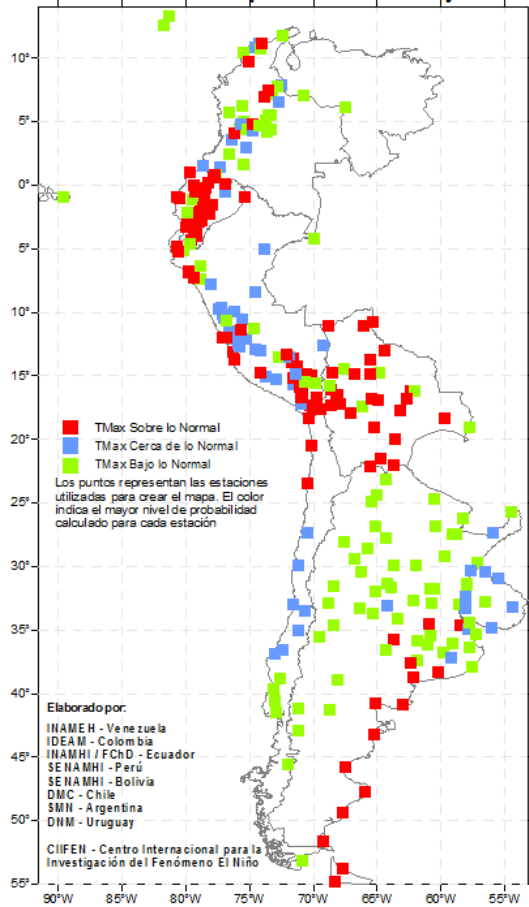 10°
5°
0°
5°
10°
15°
20°
25°
30°
35°
40°
45°
50°
55°
TMax Sobre lo Normal
TMax Cerca de lo Normal
TMax Bajo lo Normal
Los puntos representan las estaciones
utilizadas para crear el mapa. El color
indica el mayor nivel de probabilidad
calculado para cada estación
Elaborado por:
INAMEH - Venezuela
IDEAM - Colombia
INAMHI / FChD - Ecuador
SENAMHI - Perú
SENAMHI - Bolivia
DMC - Chile
SMN - Argentina
DNM - Uruguay
CIIFEN - Centro Internacional para la
Investigación del Fenómeno El Niño
90°W 85°W 80°W 75°W 70°W 65°W 60°W 55°W